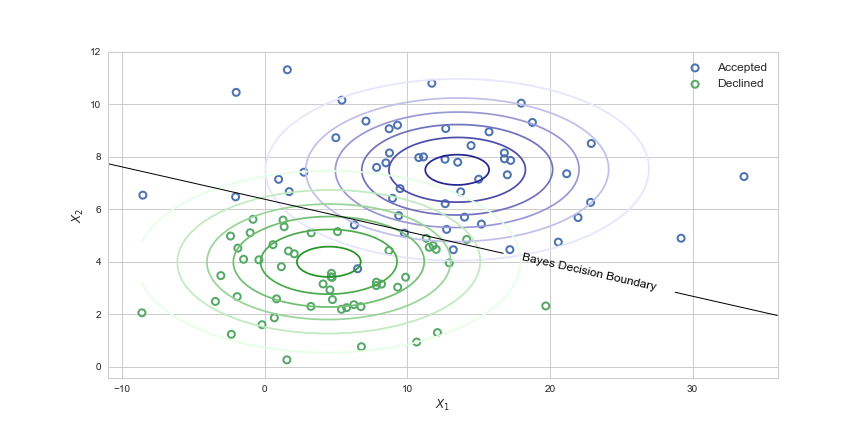 12
10
8
6
4
2
0
X₂
Accepted
Declined
Bayes Decision Boundary
−10
0
10
20
30
X₁